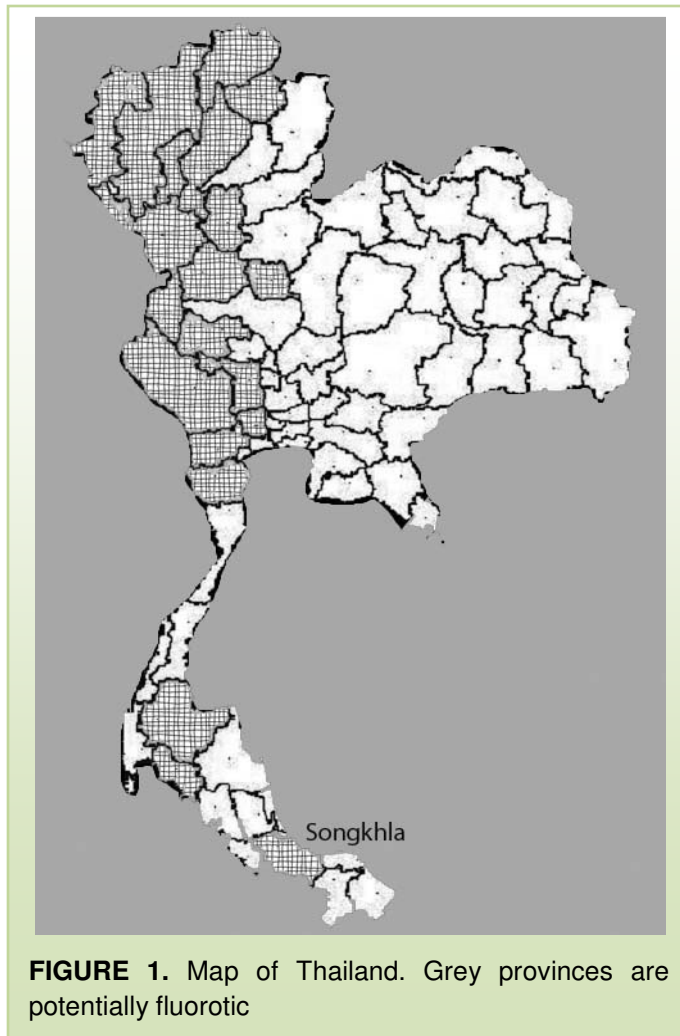 Songkhla
FIGURE 1. Map of Thailand. Grey provinces are
potentially fluorotic